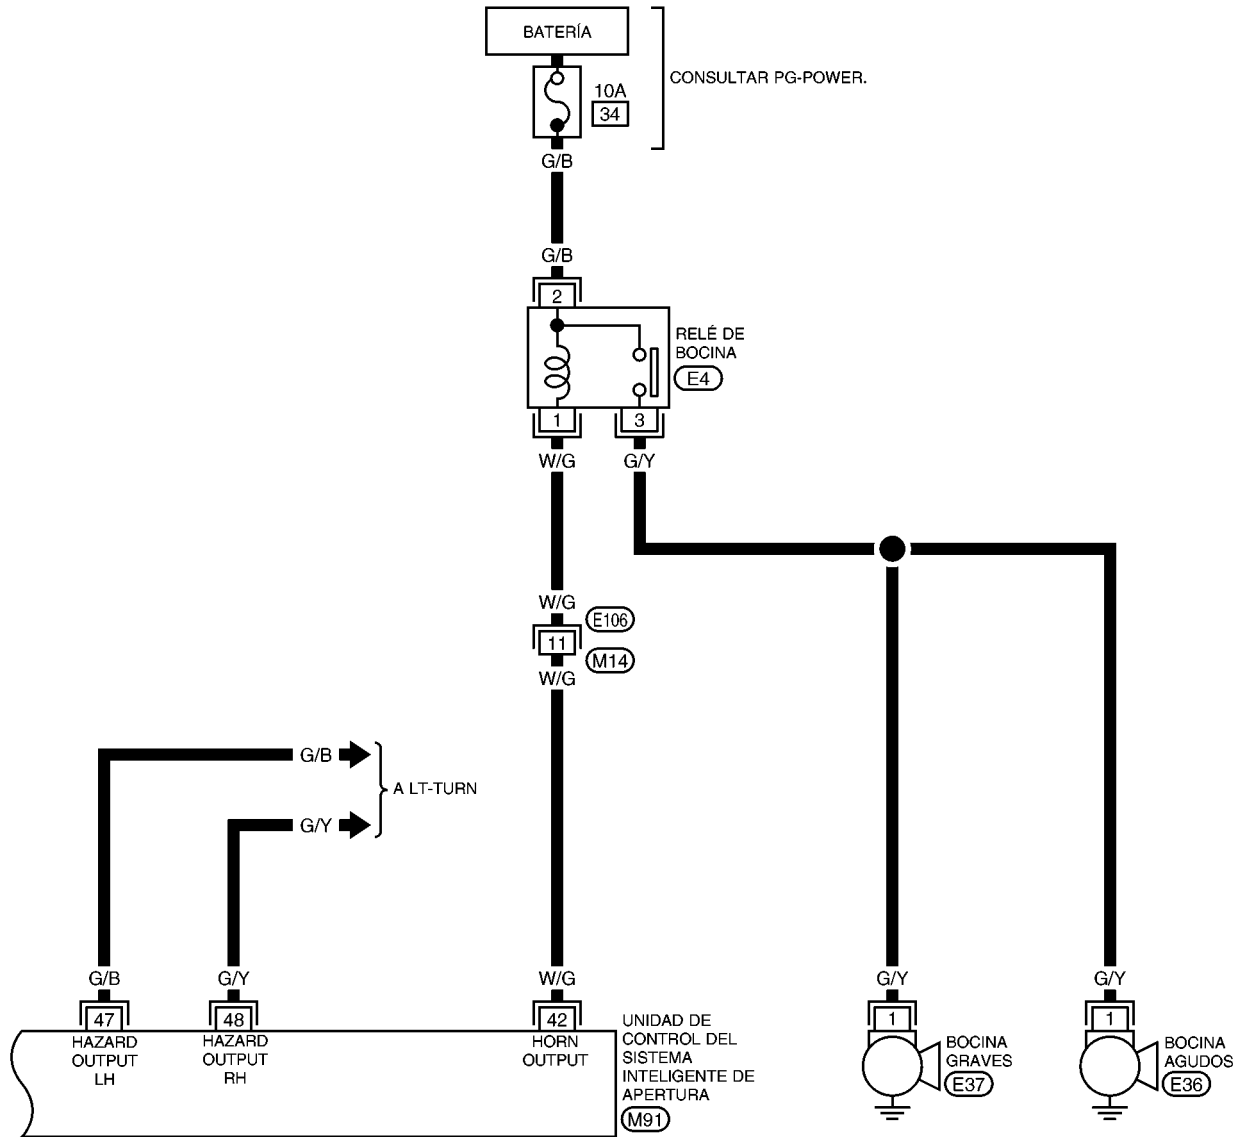 BATERÍA
CONSULTAR PG-POWER.
10A
34
G/B
G/B
2
RELÉ DE
BOCINA
E4
1
3
W/G
G/Y
W/G
E106
11
M14
W/G
G/B
A LT-TURN
G/Y
G/B
G/Y
W/G
G/Y
G/Y
47
48
42
1
1
HAZARD
OUTPUT
LH
HAZARD
OUTPUT
RH
HORN
OUTPUT
UNIDAD DE
CONTROL DEL
SISTEMA
INTELIGENTE DE
APERTURA
M91
BOCINA
GRAVES
E37
BOCINA
AGUDOS
E36